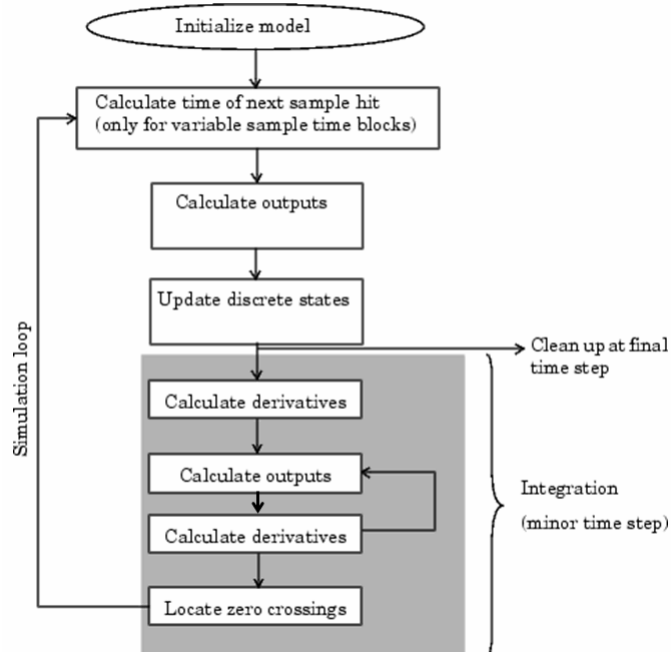 Initialize model
Calculate time of next sample hit
(only for variable sample time blocks)
Calculate outputs
Update discrete states
Clean up at final
time step
Simulation loop
Calculate derivatives
Calculate outputs
Integration
(minor time step)
Calculate derivatives
Locate zero crossings